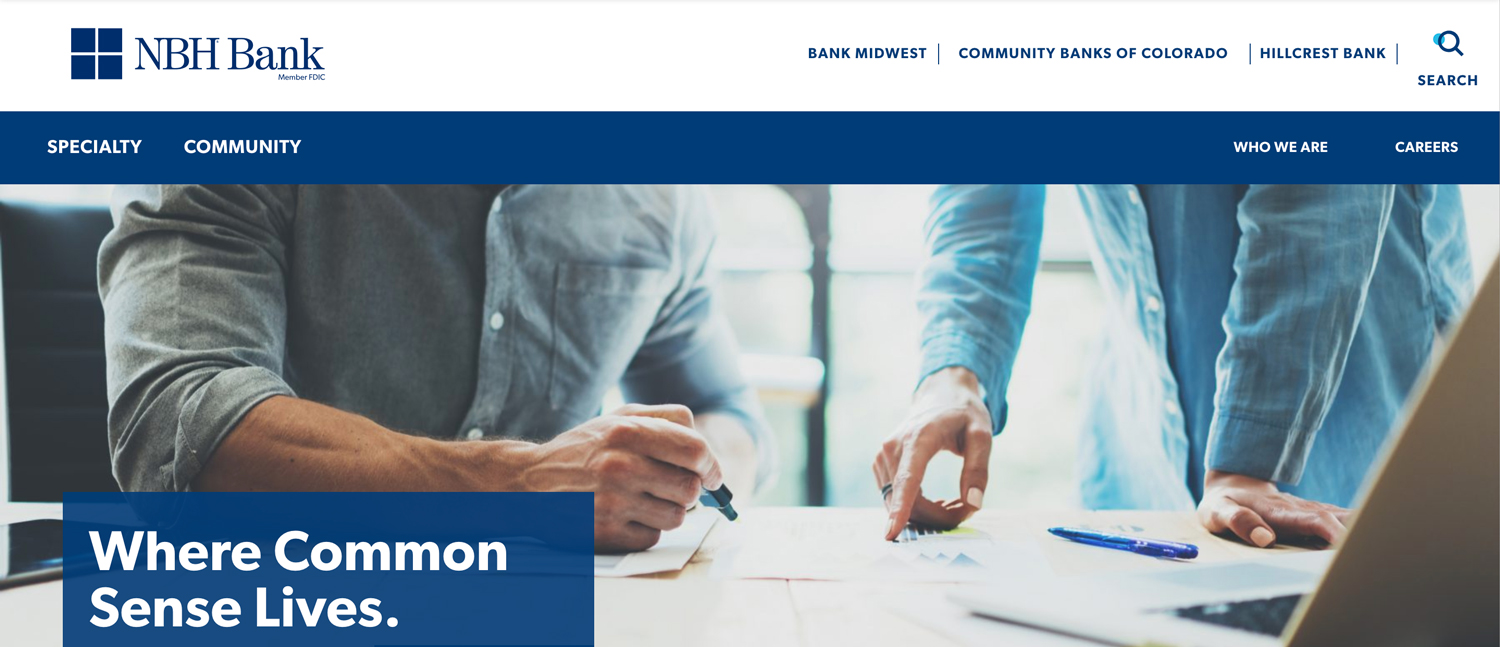 NBH Bank
Member FDIC
BANK MIDWEST
COMMUNITY BANKS OF COLORADO
HILLCREST BANK
SEARCH
SPECIALTY
COMMUNITY
WHO WE ARE
CAREERS
Where Common
Sense Lives.